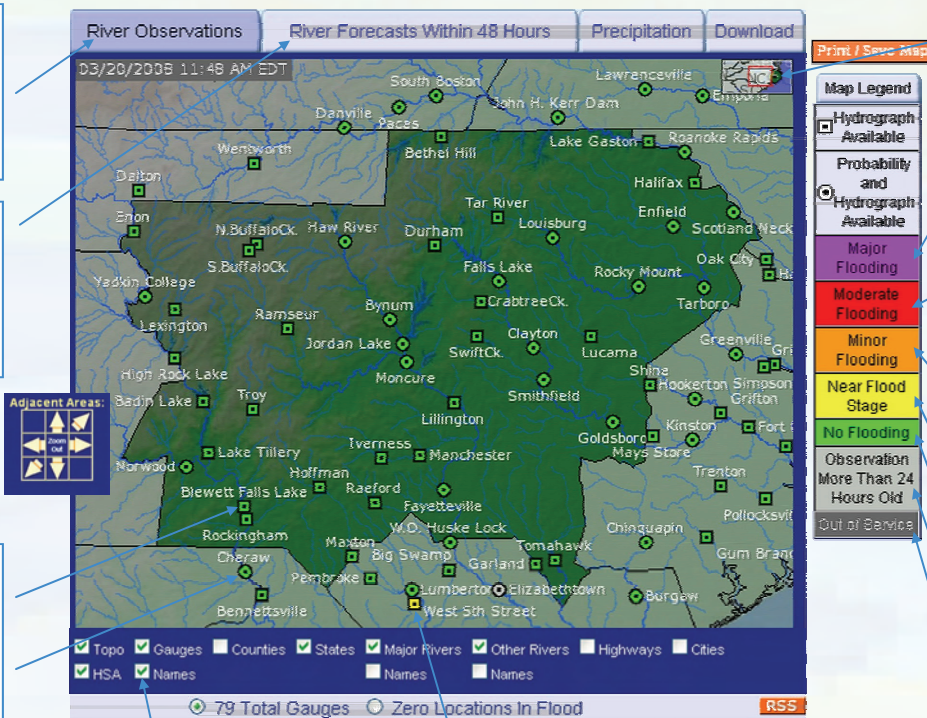 River Observations
River Forecasts Within 48 Hours
Precipitation
Download
Print / Save Map
03/20/2008 11:48 AM EDT
NC
South Boston
Lawrenceville
Emporia
Danville
Paces
John H. Kerr Dam
Wentworth
Bethel Hill
Lake Gaston
Roanoke Rapids
Dalton
Halifax
Enon
Tar River
Enfield
N.BuffaloCk.
Haw River
Durham
Louisburg
Scotland Neck
S.BuffaloCk.
Falls Lake
Rocky Mount
Oak City
Yadkin College
CrabtreeCk.
Tarboro
Lexington
Ramseur
Bynum
Jordan Lake
SwiftCk.
Clayton
Lucama
Greenville
High Rock Lake
Moncure
Shine
Hookerton
Simpson
Badin Lake
Troy
Smithfield
Grifton
Lillington
Goldsboro
Kinston
Fort
Mays Store
Norwood
Lake Tillery
Iverness
Manchester
Trenton
Blewett Falls Lake
Hoffman
Raeford
Fayetteville
Rockingham
W.O. Huske Lock
Chinquapin
Cheraw
Maxton
Big Swamp
Tomahawk
Gum Branc
Pembroke
Garland
Bennettsville
Lumberton
Elizabethtown
Burgaw
West 5th Street
Map Legend
Hydrograph
Available
Probability
and
Hydrograph
Available
Major
Flooding
Moderate
Flooding
Minor
Flooding
Near Flood
Stage
No Flooding
Observation
More Than 24
Hours Old
Out of Service
Adjacent Areas:
Zoom
Out
Topo
Gauges
Counties
States
Major Rivers
Other Rivers
Highways
Cities
HSA
Names
Names
Names
79 Total Gauges
Zero Locations In Flood
RSS